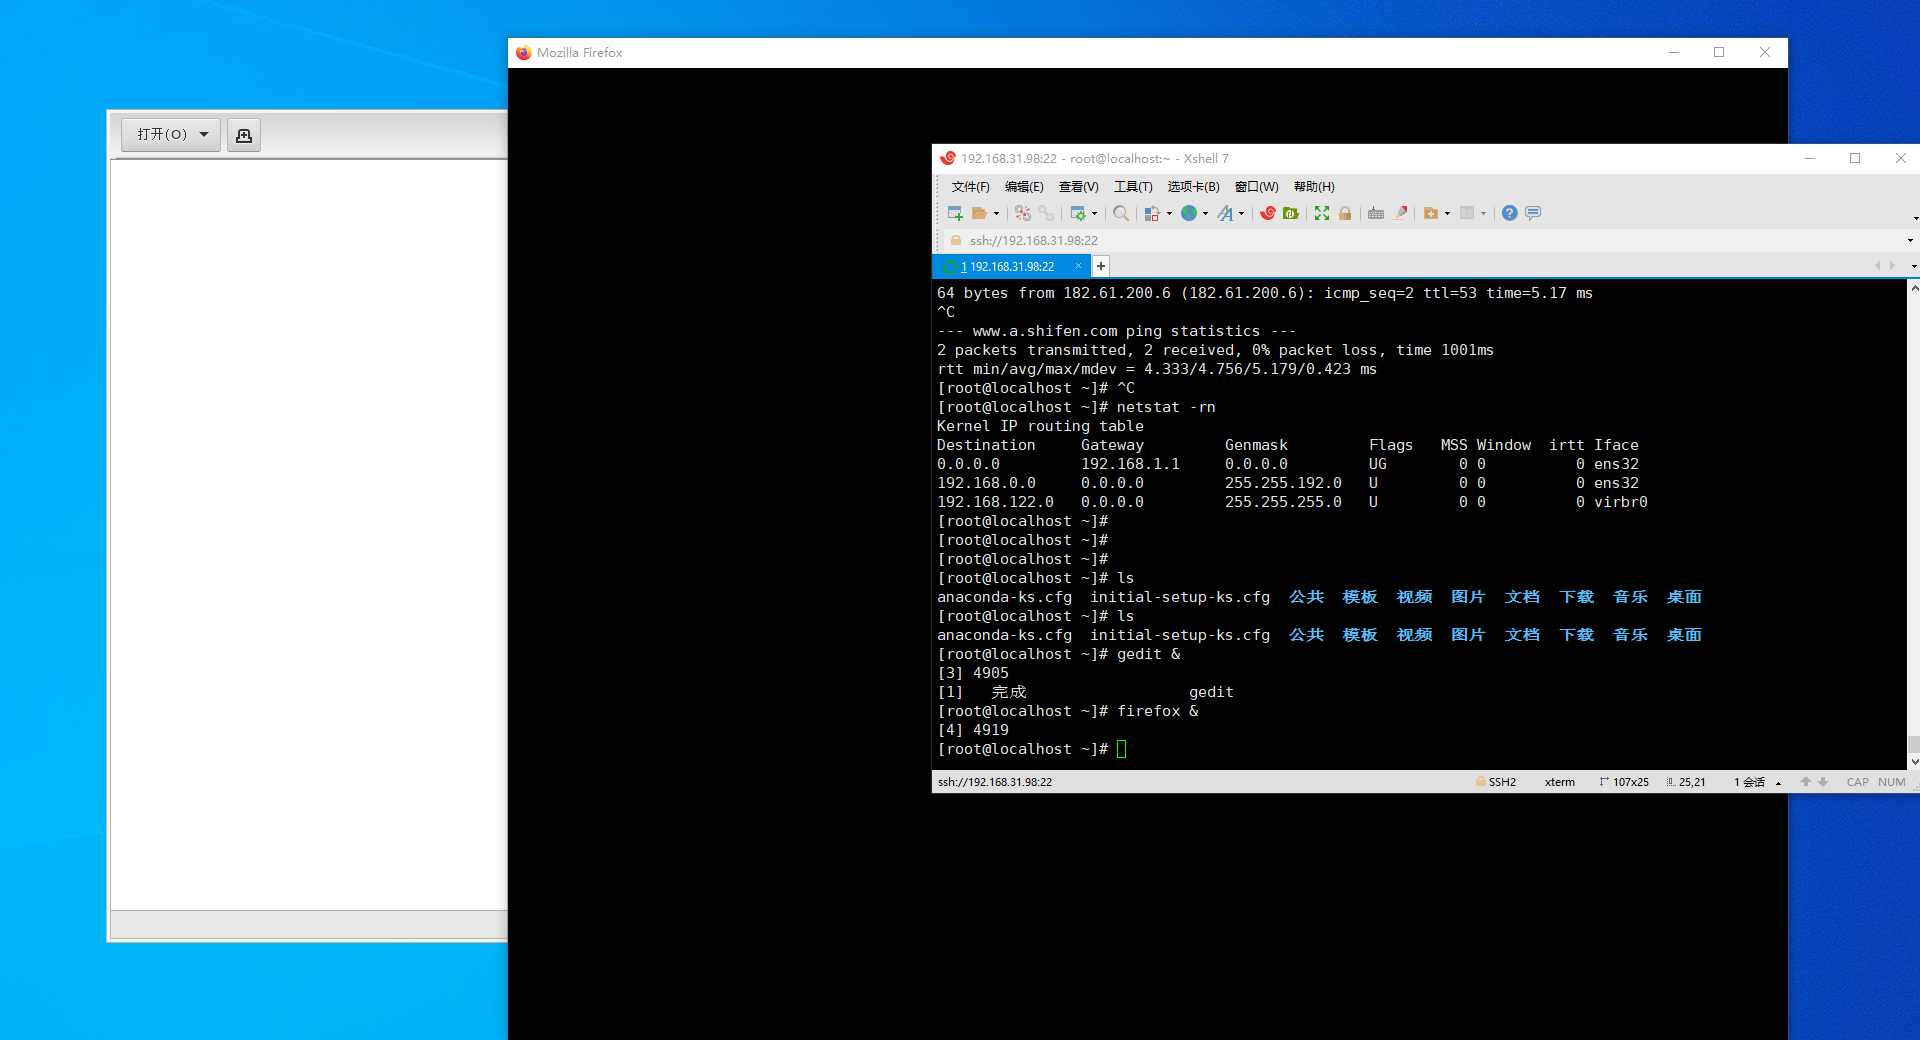 Mozilla Firefox
打开(O)
192.168.31.98:22 - root@localhost:~ - Xshell 7
文件(F) 编辑(E) 查看(V) 工具(T) 选项卡(B) 窗口(W) 帮助(H)
ssh://192.168.31.98:22
1 192.168.31.98:22 × +
64 bytes from 182.61.200.6 (182.61.200.6): icmp_seq=2 ttl=53 time=5.17 ms
^C
--- www.a.shifen.com ping statistics ---
2 packets transmitted, 2 received, 0% packet loss, time 1001ms
rtt min/avg/max/mdev = 4.333/4.756/5.179/0.423 ms
[root@localhost ~]# ^C
[root@localhost ~]# netstat -rn
Kernel IP routing table
Destination     Gateway         Genmask         Flags   MSS Window  irtt Iface
0.0.0.0         192.168.1.1     0.0.0.0         UG        0 0          0 ens32
192.168.0.0     0.0.0.0         255.255.192.0   U         0 0          0 ens32
192.168.122.0   0.0.0.0         255.255.255.0   U         0 0          0 virbr0
[root@localhost ~]#
[root@localhost ~]#
[root@localhost ~]#
[root@localhost ~]# ls
anaconda-ks.cfg  initial-setup-ks.cfg  公共  模板  视频  图片  文档  下载  音乐  桌面
[root@localhost ~]# ls
anaconda-ks.cfg  initial-setup-ks.cfg  公共  模板  视频  图片  文档  下载  音乐  桌面
[root@localhost ~]# gedit &
[3] 4905
[1]   完成                  gedit
[root@localhost ~]# firefox &
[4] 4919
[root@localhost ~]#
ssh://192.168.31.98:22 SSH2 xterm 107x25 25,21 1 会话 CAP NUM